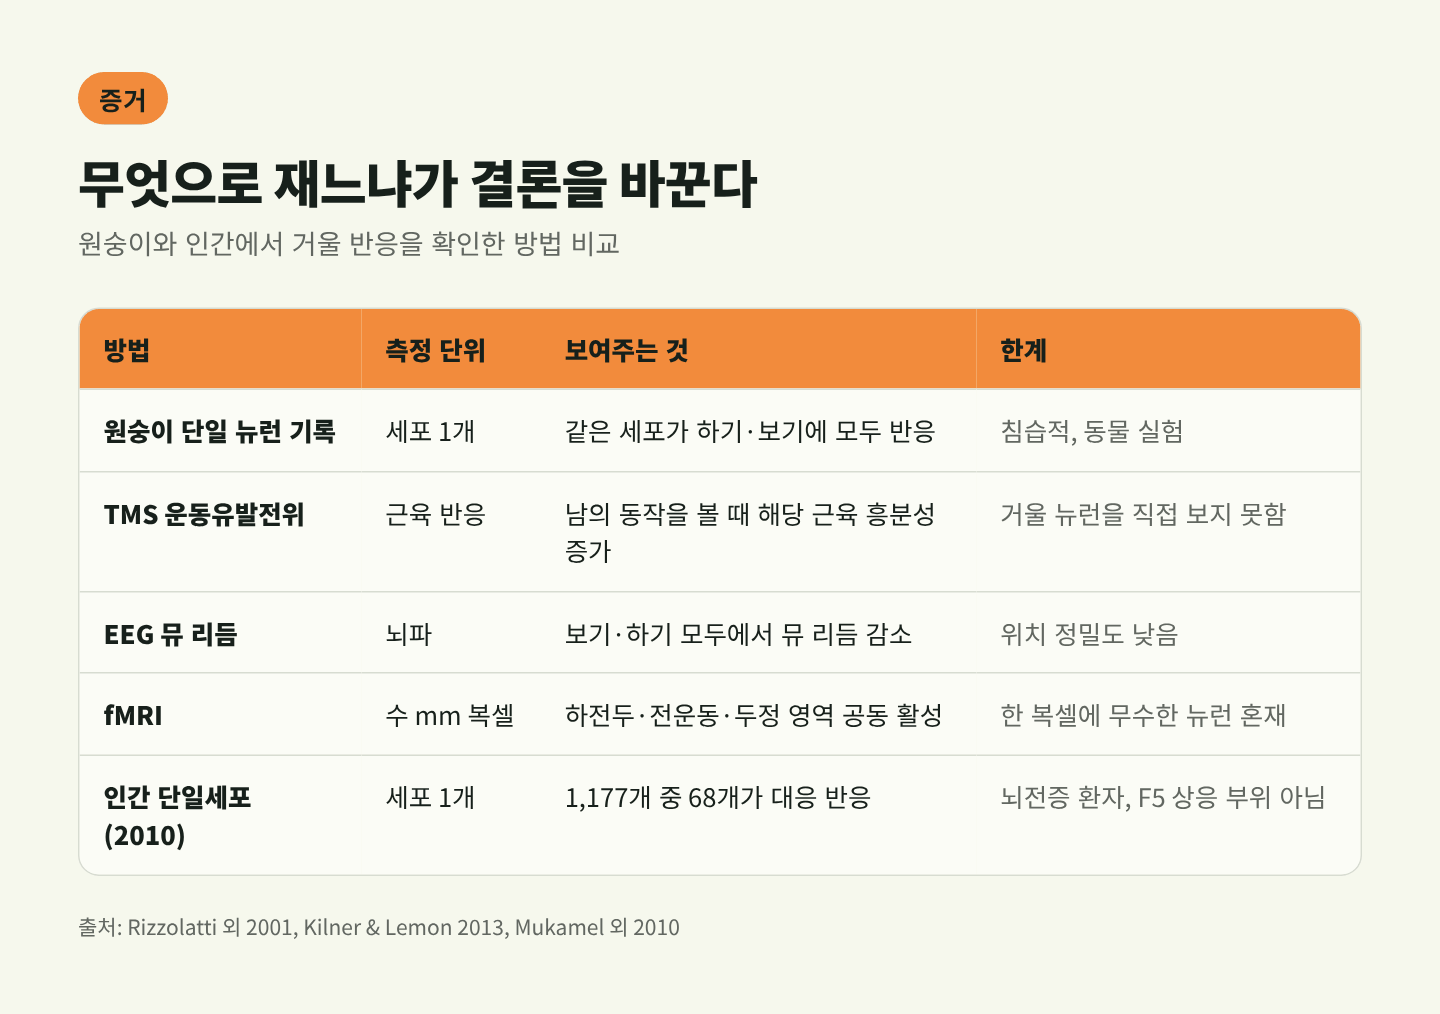 증거
무엇으로 재느냐가 결론을 바꾼다
원숭이와 인간에서 거울 반응을 확인한 방법 비교
방법 측정 단위 보여주는 것 한계
원숭이 단일 뉴런 기록 세포 1개 같은 세포가 하기·보기에 모두 반응 침습적, 동물 실험
TMS 운동유발전위 근육 반응 남의 동작을 볼 때 해당 근육 흥분성 거울 뉴런을 직접 보지 못함
증가
EEG 뮤 리듬 뇌파 보기·하기 모두에서 뮤 리듬 감소 위치 정밀도 낮음
fMRI 수 mm 복셀 하전두·전운동·두정 영역 공동 활성 한 복셀에 무수한 뉴런 혼재
인간 단일세포 세포 1개 1,177개 중 68개가 대응 반응 뇌전증 환자, F5 상응 부위 아님
(2010)
출처: Rizzolatti 외 2001, Kilner & Lemon 2013, Mukamel 외 2010